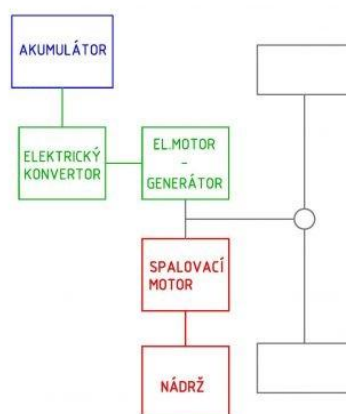 AKUMULÁTOR
ELEKTRICKÝ
KONVERTOR
EL.MOTOR
-
GENERÁTOR
SPALOVACÍ
MOTOR
NÁDRŽ